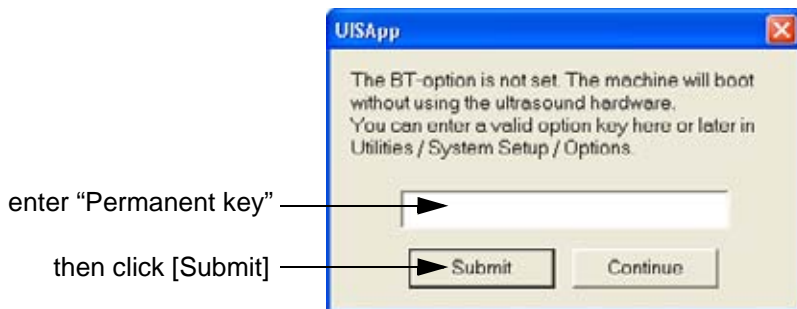 UISApp
The BT-option is not set. The machine will boot
without using the ultrasound hardware.
You can enter a valid option key here or later in
Utilities / System Setup / Options.
enter “Permanent key”
then click [Submit]
Submit
Continue